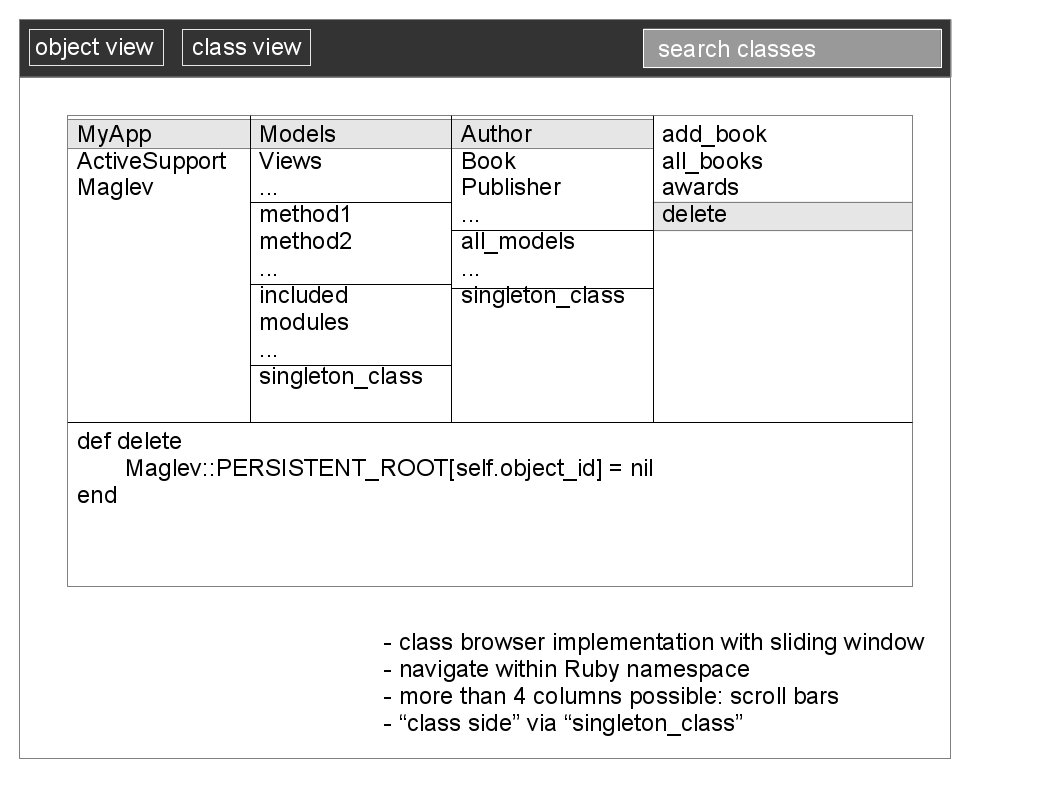 object view
class view
search classes
MyApp
ActiveSupport
Maglev
Models
Views
...
method1
method2
...
included
modules
...
singleton_class
Author
Book
Publisher
...
all_models
...
singleton_class
add_book
all_books
awards
delete
def delete
Maglev::PERSISTENT_ROOT[self.object_id] = nil
end
- class browser implementation with sliding window
- navigate within Ruby namespace
- more than 4 columns possible: scroll bars
- “class side” via “singleton_class”